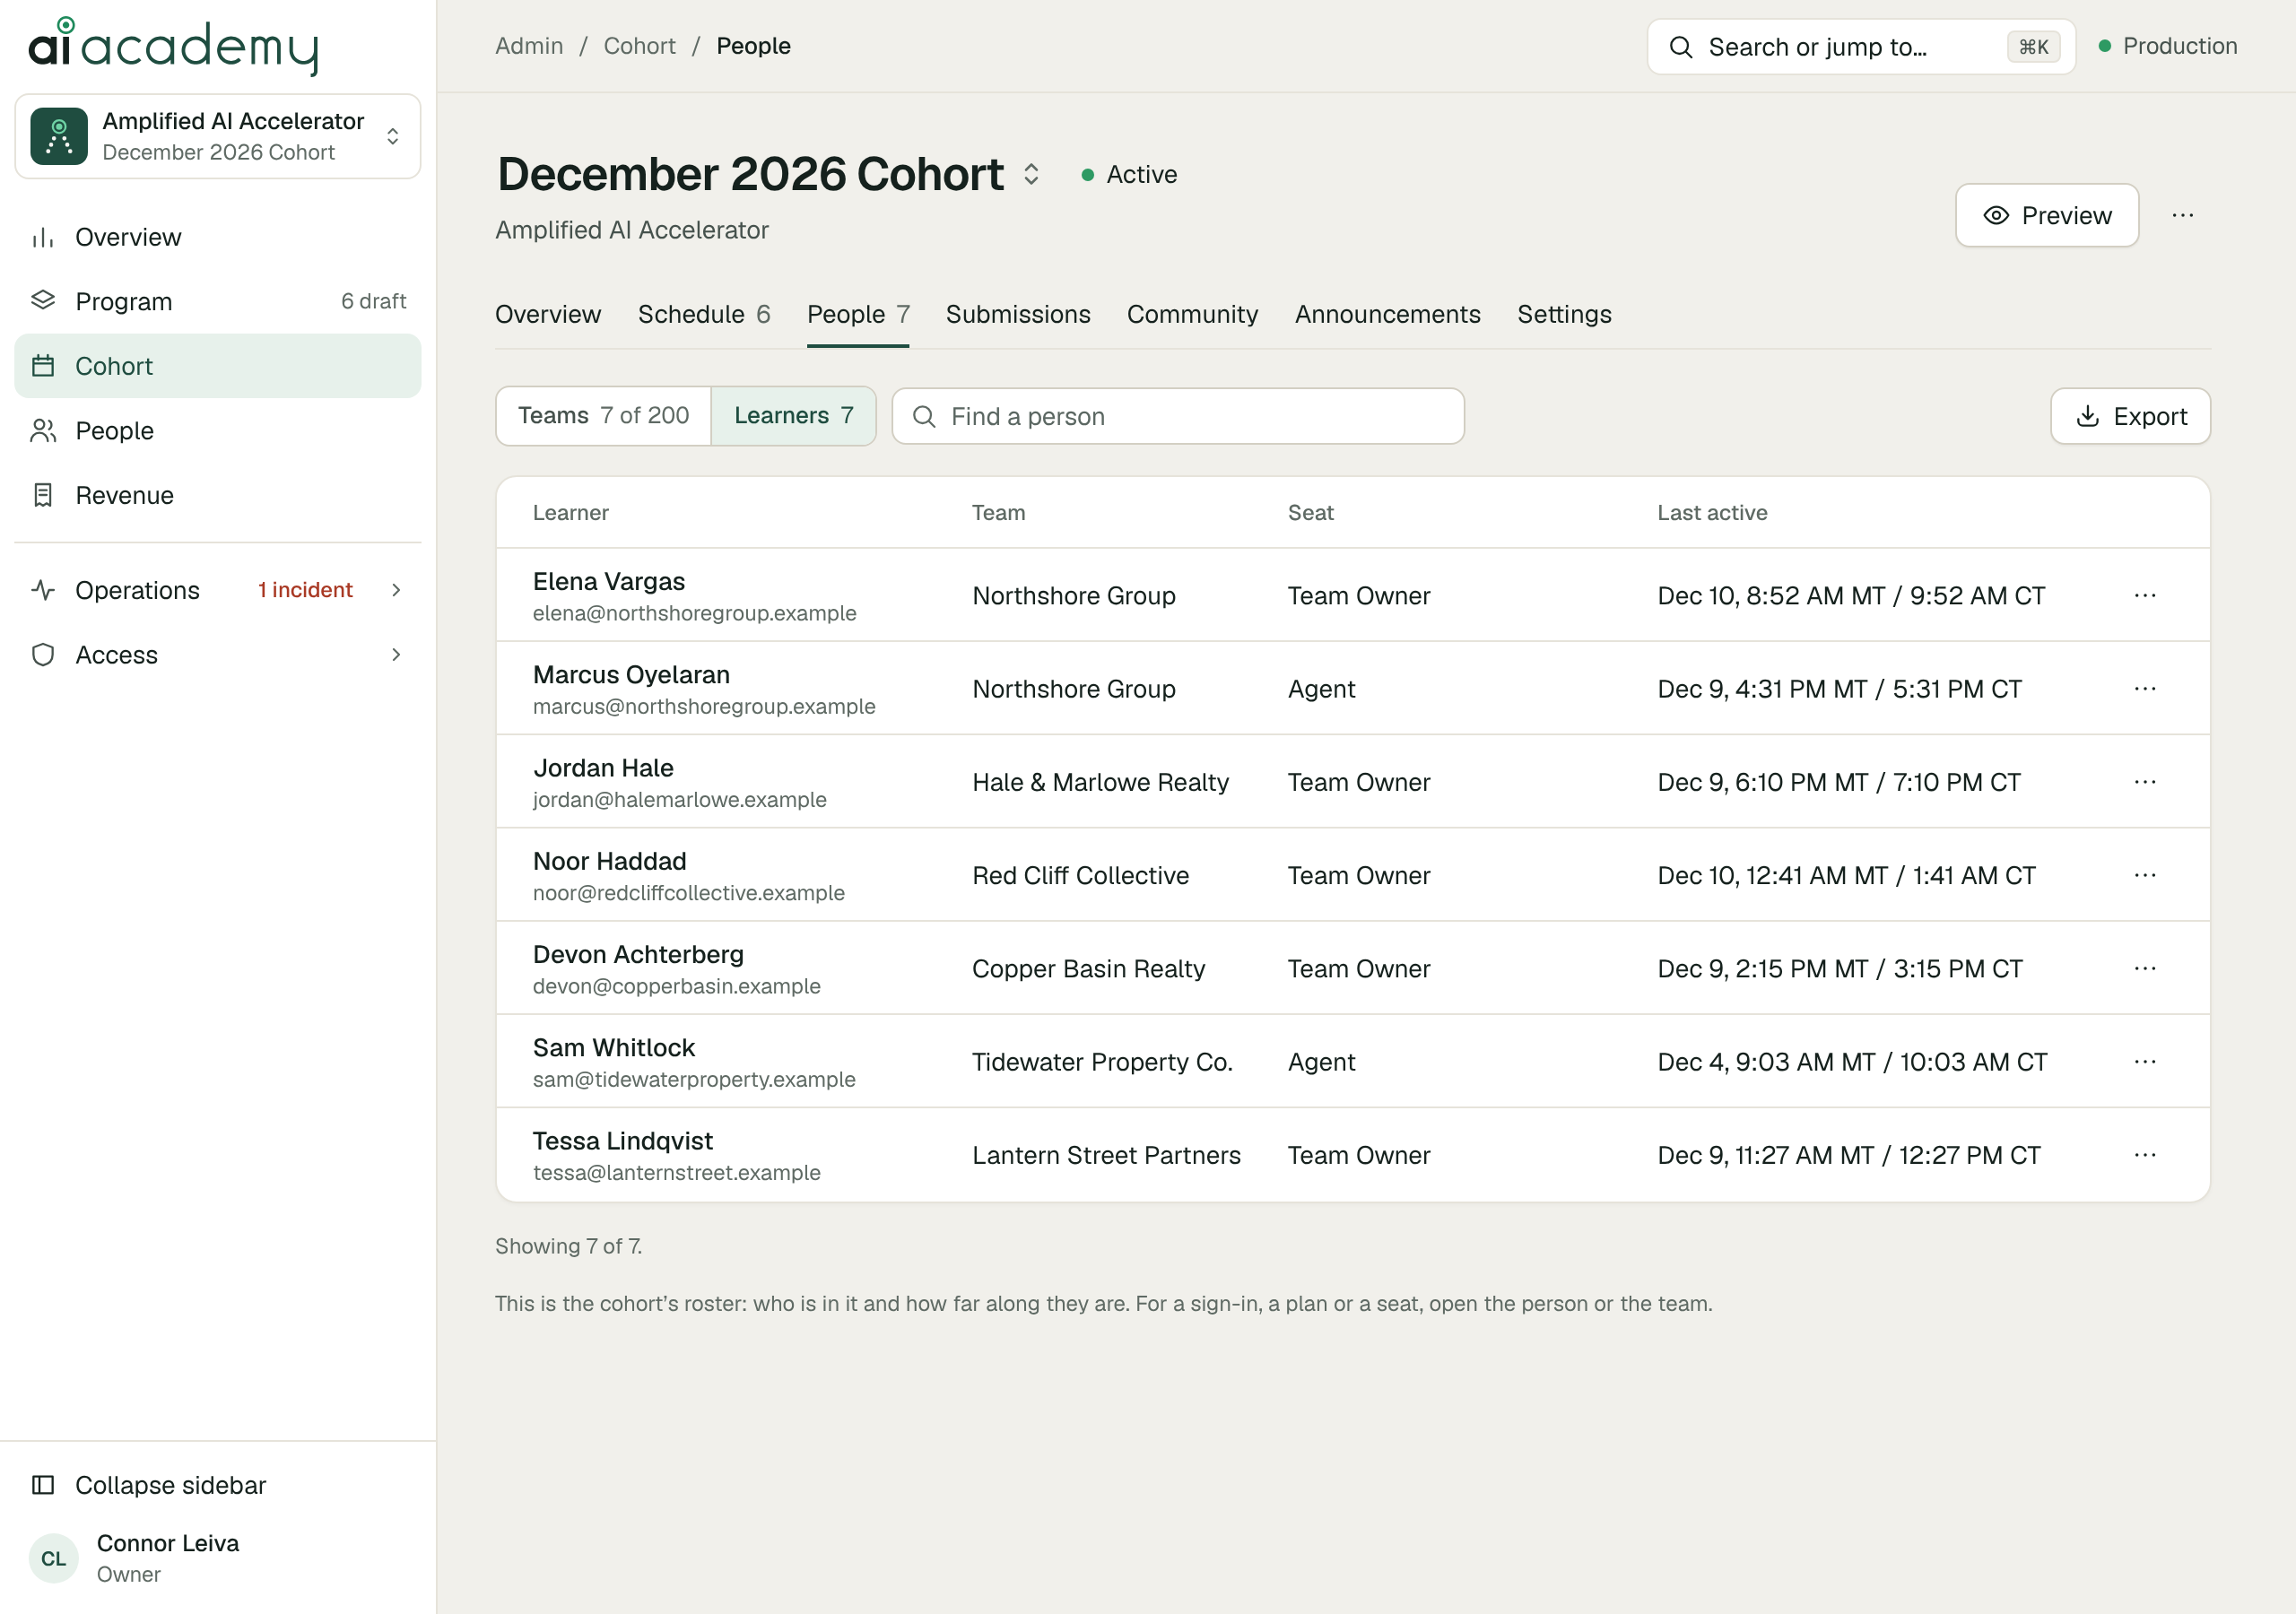 ai academy
Amplified AI Accelerator
December 2026 Cohort
Overview
Program 6 draft
Cohort
People
Revenue
Operations 1 incident
Access
Collapse sidebar
CL
Connor Leiva
Owner
Admin / Cohort / People
Search or jump to… ⌘K
Production
December 2026 Cohort
Active
Amplified AI Accelerator
Preview
Overview Schedule 6 People 7 Submissions Community Announcements Settings
Teams 7 of 200 Learners 7
Find a person
Export
Learner Team Seat Last active
Elena Vargas
elena@northshoregroup.example
Northshore Group Team Owner Dec 10, 8:52 AM MT / 9:52 AM CT
Marcus Oyelaran
marcus@northshoregroup.example
Northshore Group Agent Dec 9, 4:31 PM MT / 5:31 PM CT
Jordan Hale
jordan@halemarlowe.example
Hale & Marlowe Realty Team Owner Dec 9, 6:10 PM MT / 7:10 PM CT
Noor Haddad
noor@redcliffcollective.example
Red Cliff Collective Team Owner Dec 10, 12:41 AM MT / 1:41 AM CT
Devon Achterberg
devon@copperbasin.example
Copper Basin Realty Team Owner Dec 9, 2:15 PM MT / 3:15 PM CT
Sam Whitlock
sam@tidewaterproperty.example
Tidewater Property Co. Agent Dec 4, 9:03 AM MT / 10:03 AM CT
Tessa Lindqvist
tessa@lanternstreet.example
Lantern Street Partners Team Owner Dec 9, 11:27 AM MT / 12:27 PM CT
Showing 7 of 7.
This is the cohort’s roster: who is in it and how far along they are. For a sign-in, a plan or a seat, open the person or the team.